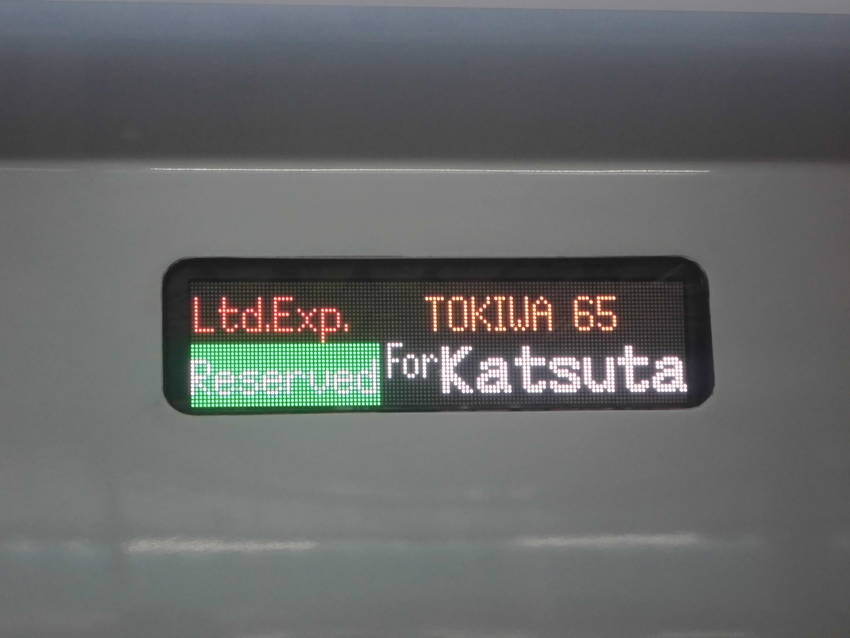 Ltd.Exp. TOKIWA 65
Reserved For Katsuta